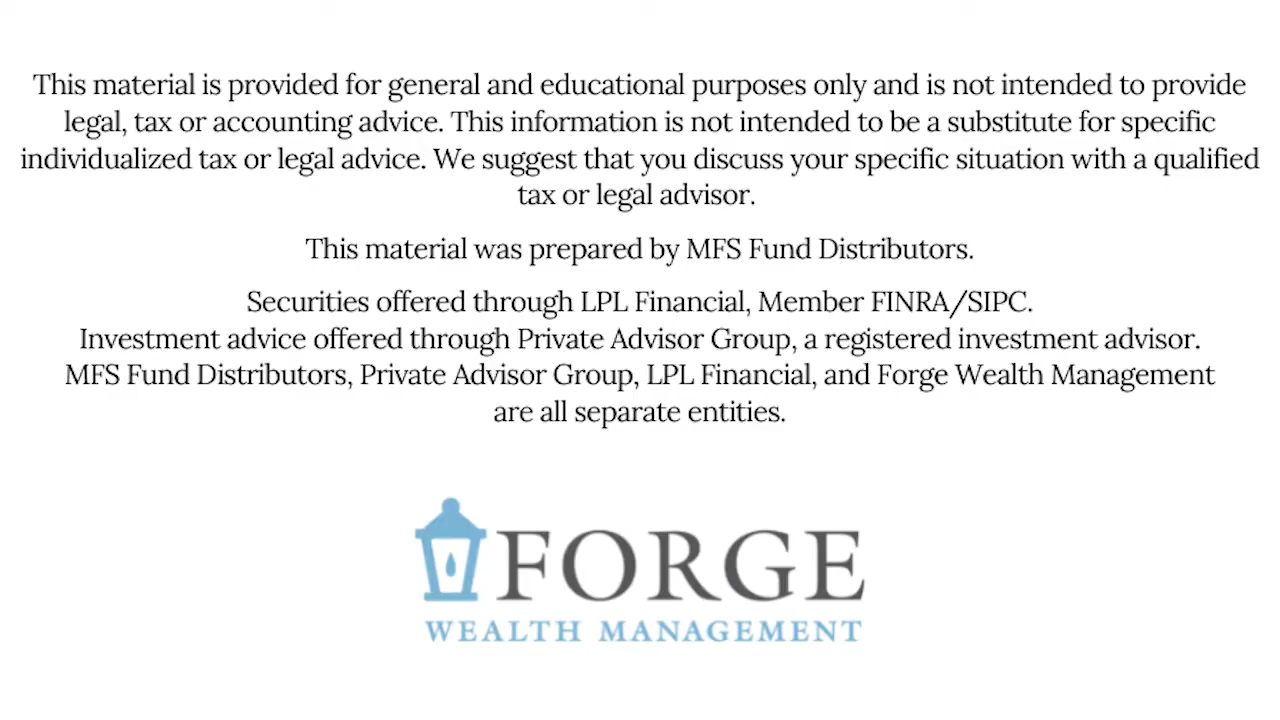 This material is provided for general and educational purposes only and is not intended to provide
legal, tax or accounting advice. This information is not intended to be a substitute for specific
individualized tax or legal advice. We suggest that you discuss your specific situation with a qualified
tax or legal advisor.
This material was prepared by MFS Fund Distributors.
Securities offered through LPL Financial, Member FINRA/SIPC.
Investment advice offered through Private Advisor Group, a registered investment advisor.
MFS Fund Distributors, Private Advisor Group, LPL Financial, and Forge Wealth Management
are all separate entities.
FORGE
WEALTH MANAGEMENT